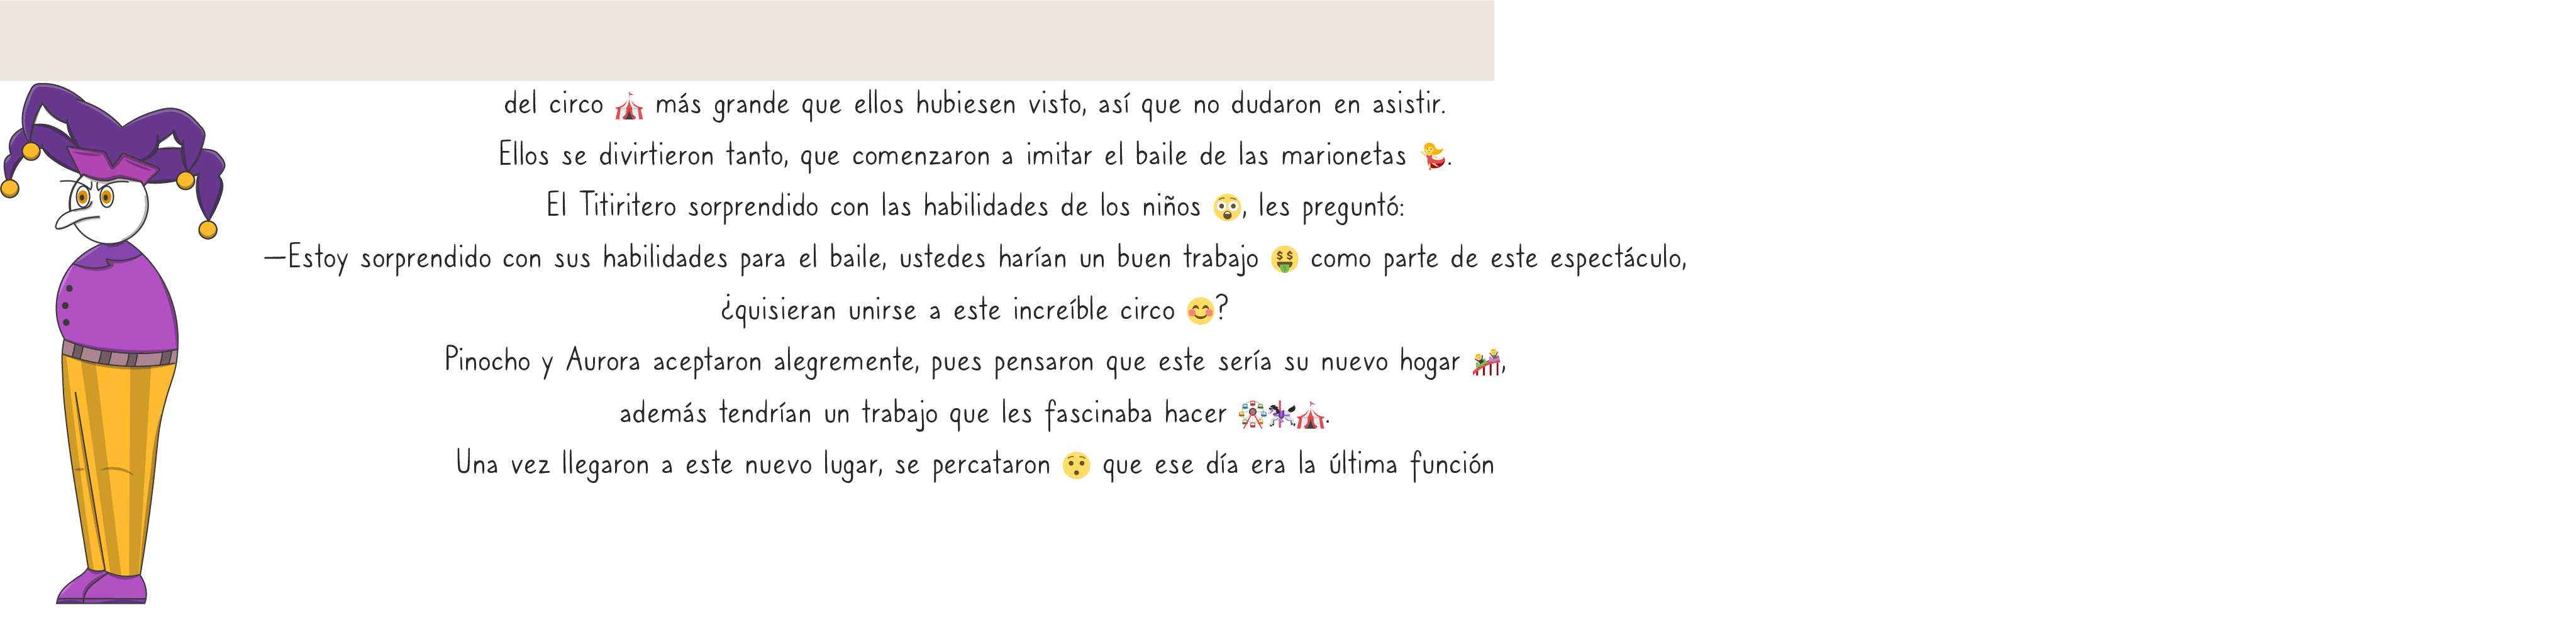 del circo 🎪 más grande que ellos hubiesen visto, así que no dudaron en asistir.
Ellos se divirtieron tanto, que comenzaron a imitar el baile de las marionetas 💃.
El Titiritero sorprendido con las habilidades de los niños 😲, les preguntó:
—Estoy sorprendido con sus habilidades para el baile, ustedes harían un buen trabajo 🤑 como parte de este espectáculo,
¿quisieran unirse a este increíble circo 😊?
Pinocho y Aurora aceptaron alegremente, pues pensaron que este sería su nuevo hogar 🎢,
además tendrían un trabajo que les fascinaba hacer 🎡🎠🎪.
Una vez llegaron a este nuevo lugar, se percataron 😯 que ese día era la última función